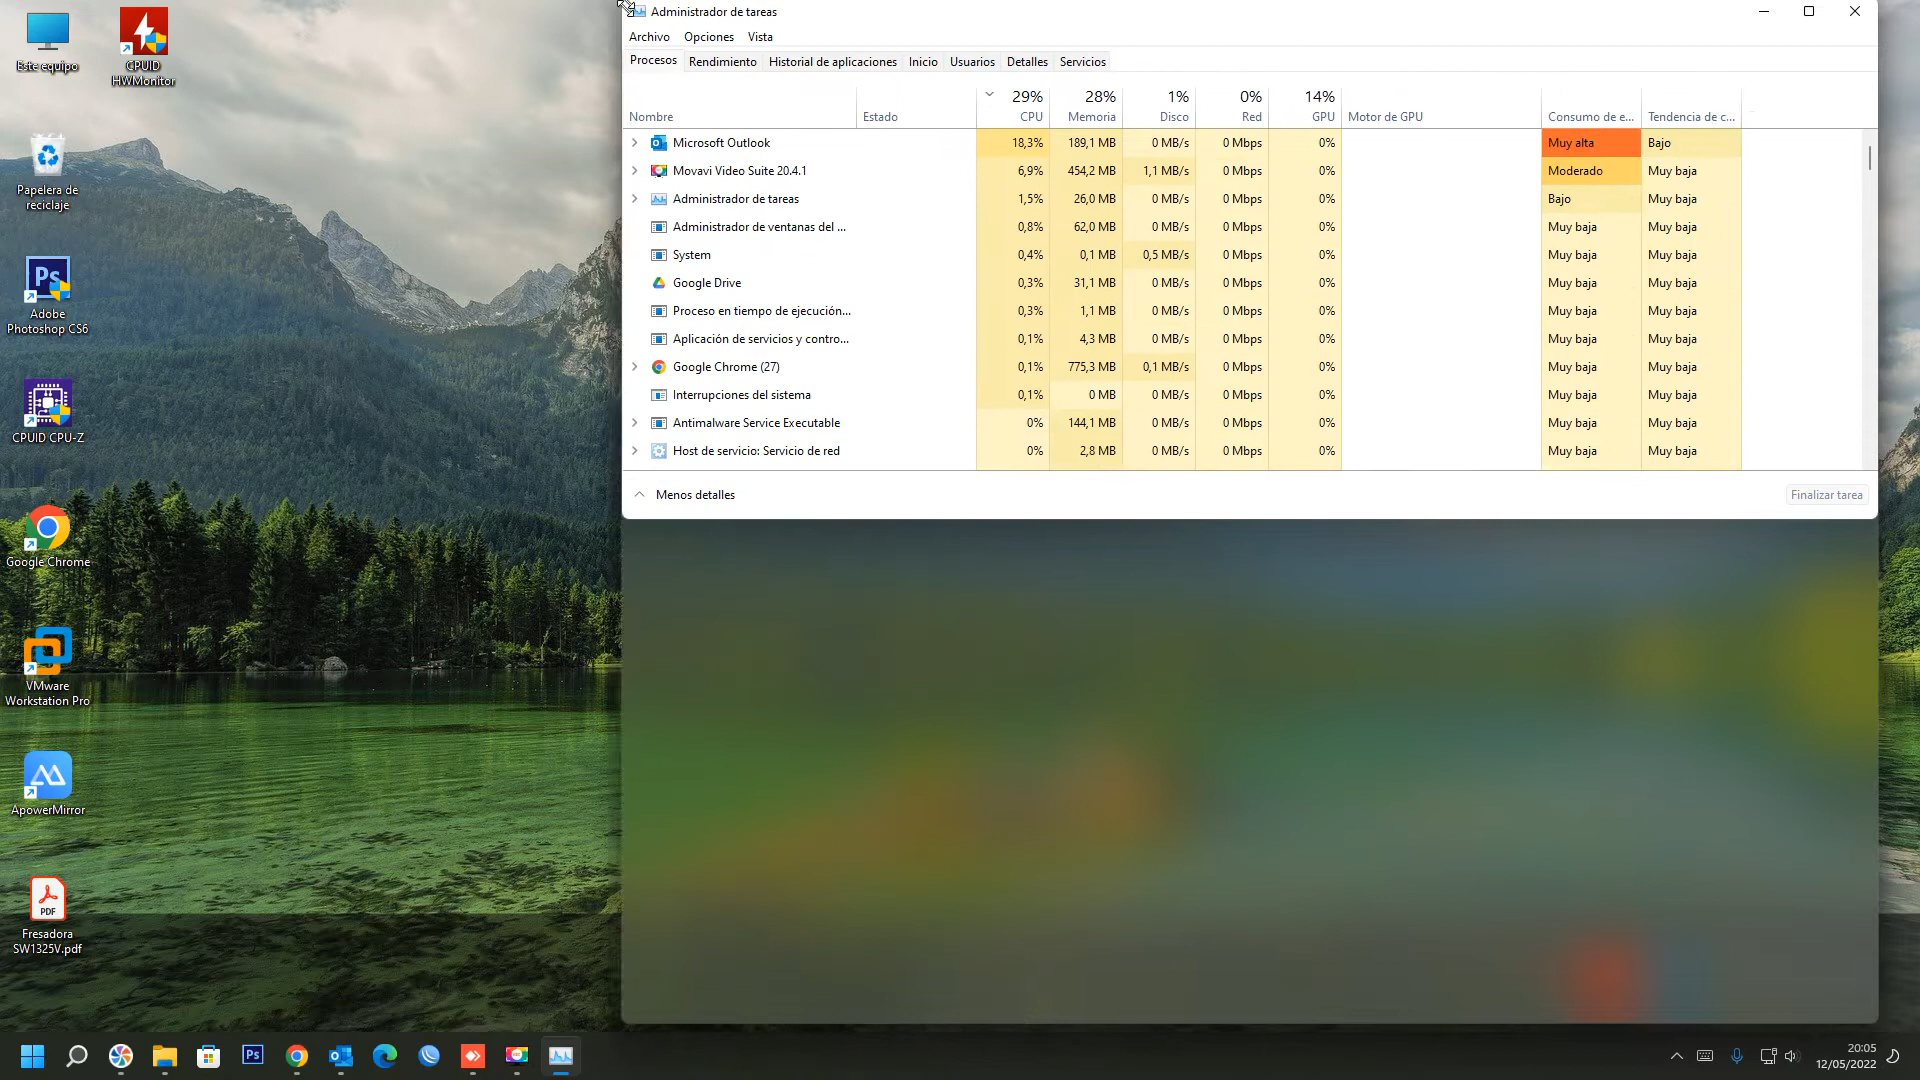 Este equipo
CPUID
HWMonitor
Papelera de
reciclaje
Ps
Adobe
Photoshop CS6
CPUID CPU-Z
Google Chrome
VMware
Workstation Pro
ApowerMirror
PDF
Fresadora
SW1325V.pdf
Administrador de tareas
Archivo Opciones Vista
Procesos Rendimiento Historial de aplicaciones Inicio Usuarios Detalles Servicios
29% 28% 1% 0% 14%
Nombre Estado CPU Memoria Disco Red GPU Motor de GPU Consumo de e... Tendencia de c...
Microsoft Outlook 18,3% 189,1 MB 0 MB/s 0 Mbps 0% Muy alta Bajo
Movavi Video Suite 20.4.1 6,9% 454,2 MB 1,1 MB/s 0 Mbps 0% Moderado Muy baja
Administrador de tareas 1,5% 26,0 MB 0 MB/s 0 Mbps 0% Bajo Muy baja
Administrador de ventanas del ... 0,8% 62,0 MB 0 MB/s 0 Mbps 0% Muy baja Muy baja
System 0,4% 0,1 MB 0,5 MB/s 0 Mbps 0% Muy baja Muy baja
Google Drive 0,3% 31,1 MB 0 MB/s 0 Mbps 0% Muy baja Muy baja
Proceso en tiempo de ejecución... 0,3% 1,1 MB 0 MB/s 0 Mbps 0% Muy baja Muy baja
Aplicación de servicios y contro... 0,1% 4,3 MB 0 MB/s 0 Mbps 0% Muy baja Muy baja
Google Chrome (27) 0,1% 775,3 MB 0,1 MB/s 0 Mbps 0% Muy baja Muy baja
Interrupciones del sistema 0,1% 0 MB 0 MB/s 0 Mbps 0% Muy baja Muy baja
Antimalware Service Executable 0% 144,1 MB 0 MB/s 0 Mbps 0% Muy baja Muy baja
Host de servicio: Servicio de red 0% 2,8 MB 0 MB/s 0 Mbps 0% Muy baja Muy baja
Menos detalles Finalizar tarea
Ps
20:05
12/05/2022